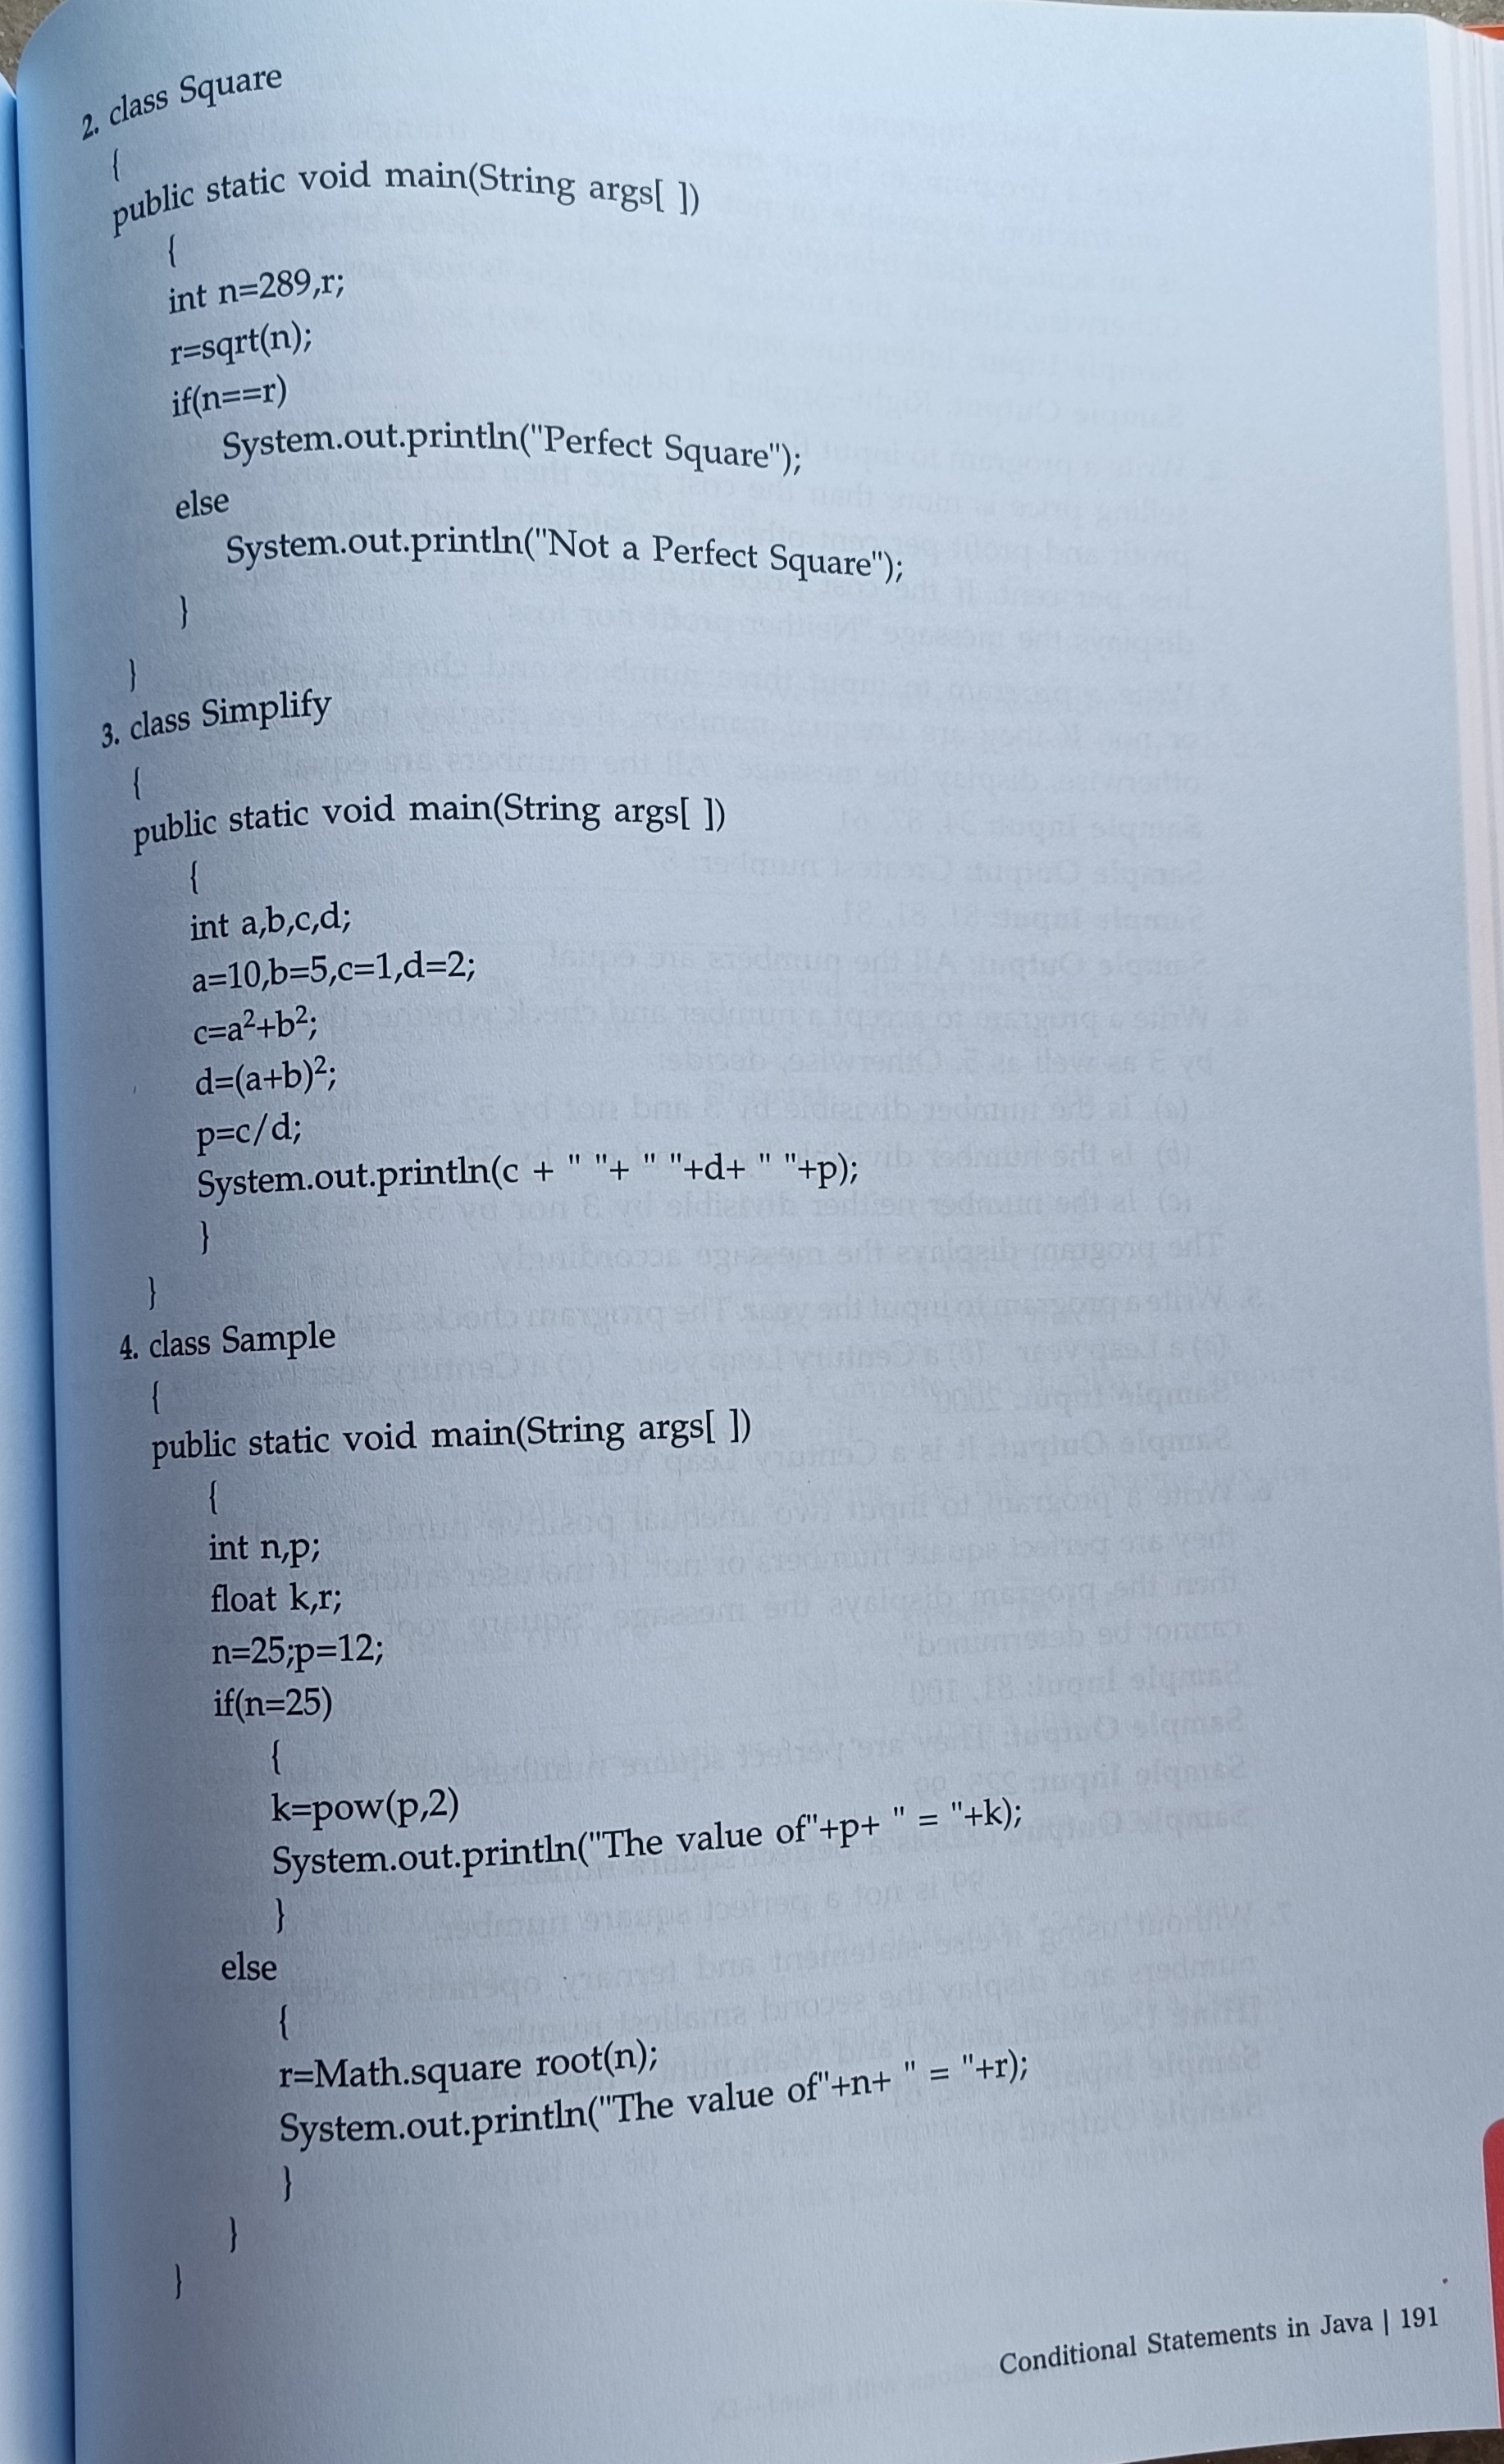 2. class Square
{
public static void main(String args[ ])
{
int n=289,r;
r=sqrt(n);
if(n==r)
System.out.println("Perfect Square");
else
System.out.println("Not a Perfect Square");
}
}
3. class Simplify
{
public static void main(String args[ ])
{
int a,b,c,d;
a=10,b=5,c=1,d=2;
c=a²+b²;
d=(a+b)²;
p=c/d;
System.out.println(c + " "+ " "+d+ " "+p);
}
}
4. class Sample
{
public static void main(String args[ ])
{
int n,p;
float k,r;
n=25;p=12;
if(n=25)
{
k=pow(p,2)
System.out.println("The value of"+p+ " = "+k);
}
else
{
r=Math.square root(n);
System.out.println("The value of"+n+ " = "+r);
}
}
}
Conditional Statements in Java | 191